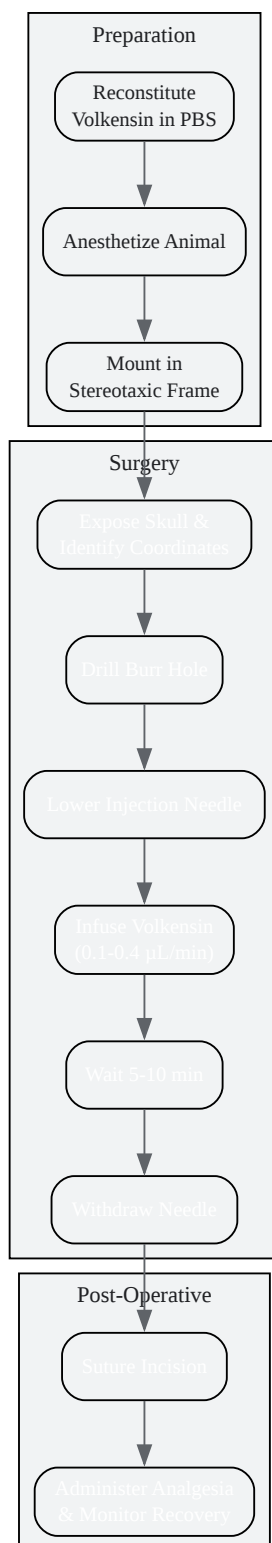 Preparation
Reconstitute
Volkensin in PBS
Anesthetize Animal
Mount in
Stereotaxic Frame
Surgery
Expose Skull &
Identify Coordinates
Drill Burr Hole
Lower Injection Needle
Infuse Volkensin
(0.1-0.4 μL/min)
Wait 5-10 min
Withdraw Needle
Post-Operative
Suture Incision
Administer Analgesia
& Monitor Recovery